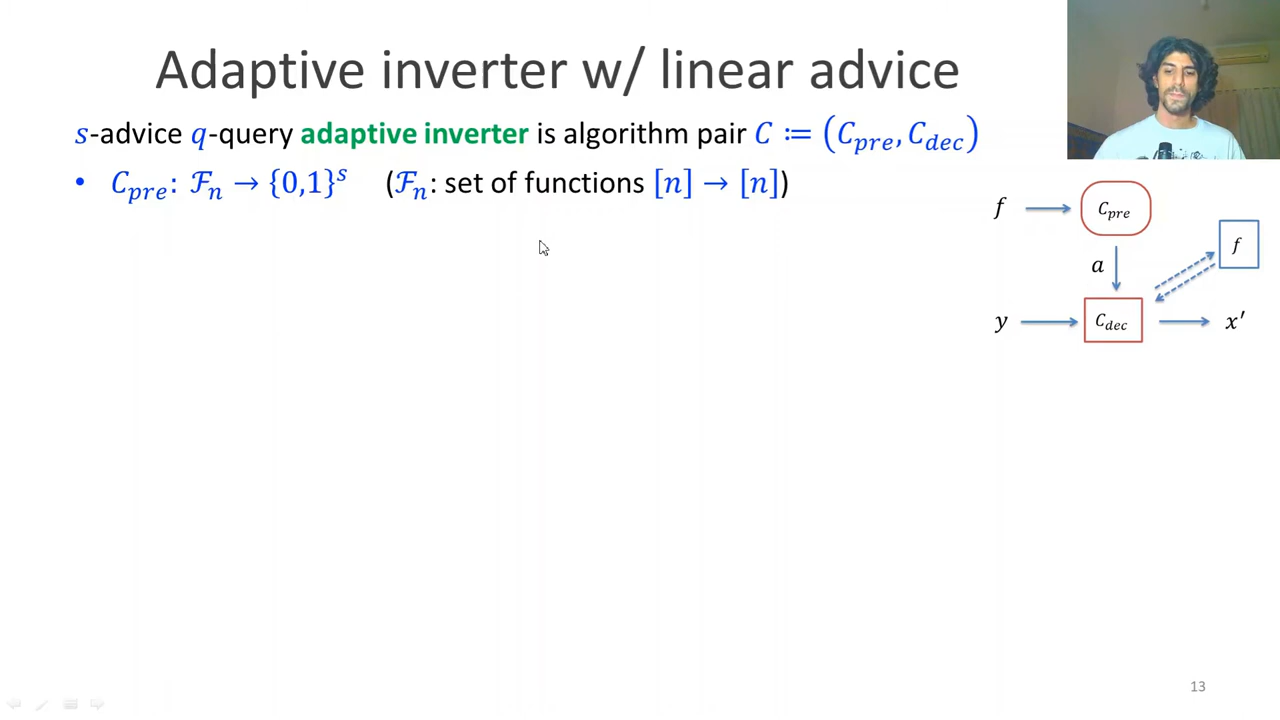 Adaptive inverter w/ linear advice
s-advice q-query adaptive inverter is algorithm pair C ≔ (C_pre, C_dec)
• C_pre: ℱ_n → {0,1}^s (ℱ_n: set of functions [n] → [n])
f
C_pre
f
a
y
C_dec
x′
13